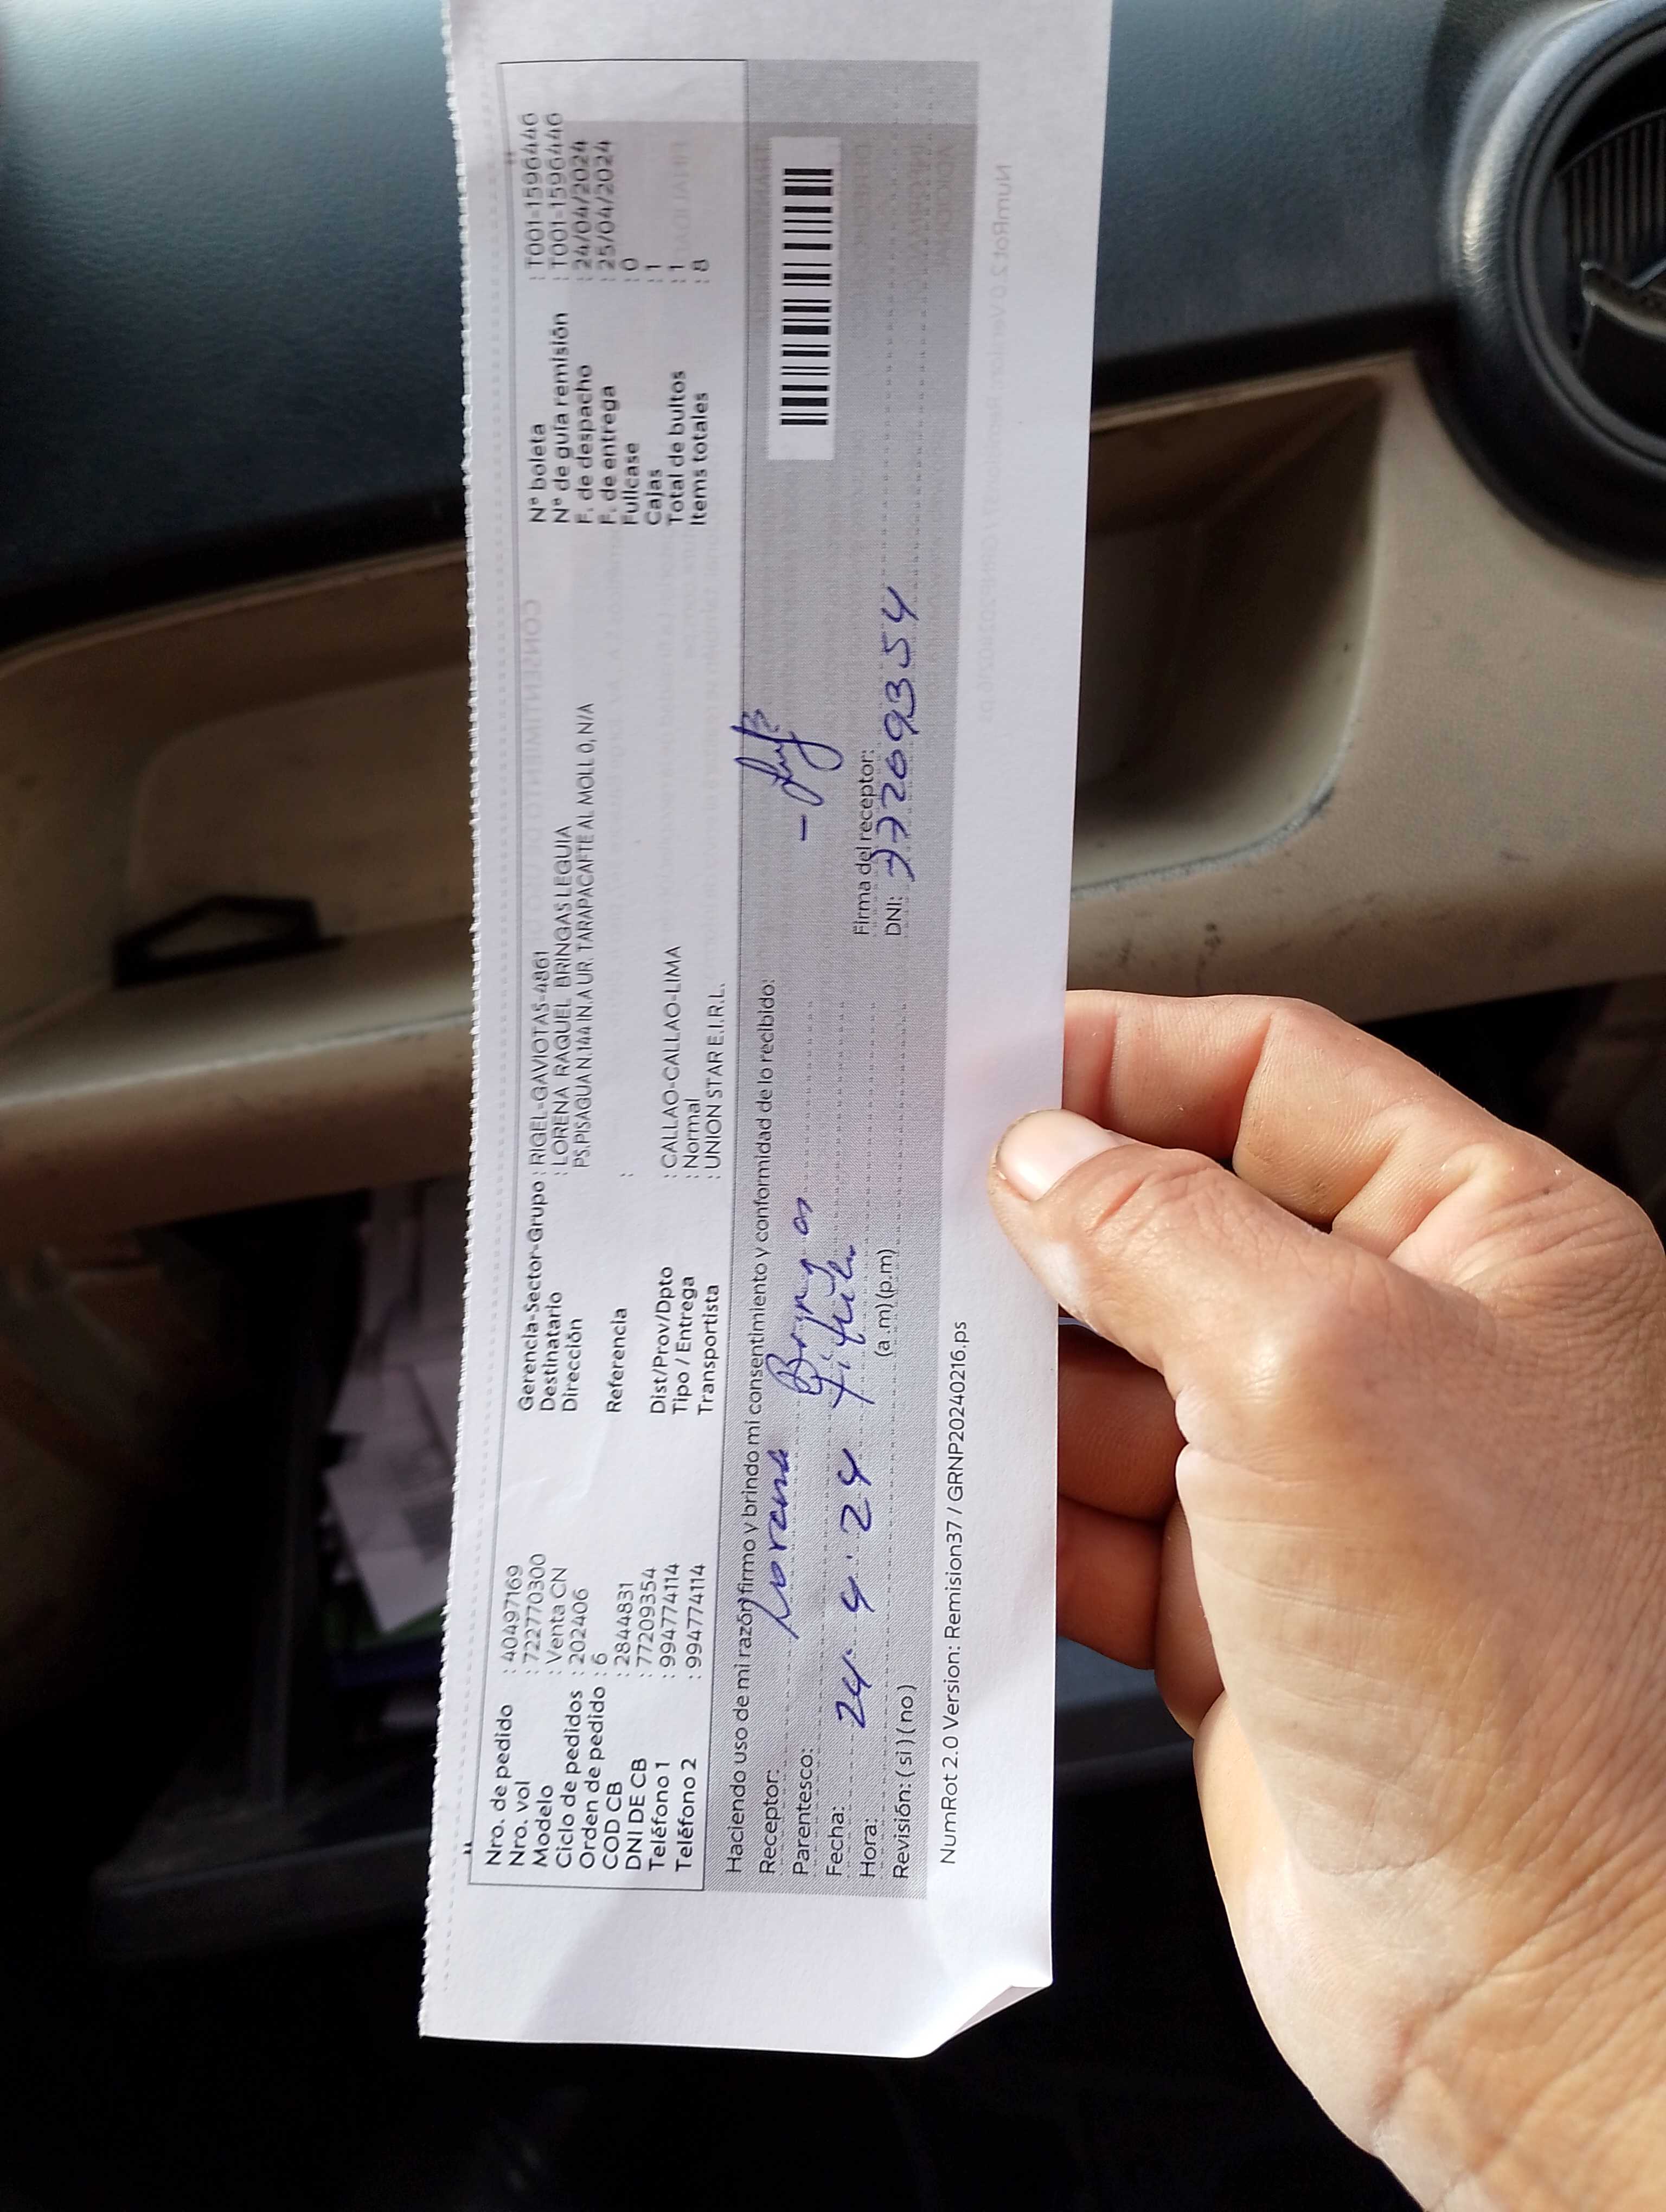 Nro. de pedido : 40497169
Nro. vol : 722770300
Modelo : Venta CN
Ciclo de pedidos : 202406
Orden de pedido : 6
COD CB : 2844831
DNI DE CB : 77209354
Teléfono 1 : 994774114
Teléfono 2 : 994774114
Gerencia-Sector-Grupo : RIGEL-GAVIOTAS-4861
Destinatario : LORENA RAQUEL BRINGAS LEGUIA
Dirección PS.PSAGUAN.144 IN.A UR. TARAPACAFTE AL MOLL 0, N/A
Referencia :
Dist/Prov/Dpto : CALLAO-CALLAO-LIMA
Tipo / Entrega : Normal
Transportista : UNION STAR E.I.R.L.
Nª boleta : T001-1596446
Nª de guía remisión : T001-1596446
F. de despacho : 24/04/2024
F. de entrega : 25/04/2024
Fullcase : 0
Cajas : 1
Total de bultos : 1
Items totales : 8
Haciendo uso de mi razón firmo y brindo mi consentimiento y conformidad de lo recibido:
Receptor: Lorena Bringas
Parentesco: Titular
Fecha: 24. 4. 24
Hora: (a.m) (p.m)
Revisión: ( si ) ( no )
Firma del receptor:
DNI: 77209354
NumRot 2.0 Version: Remision37 / GRNP20240216.ps